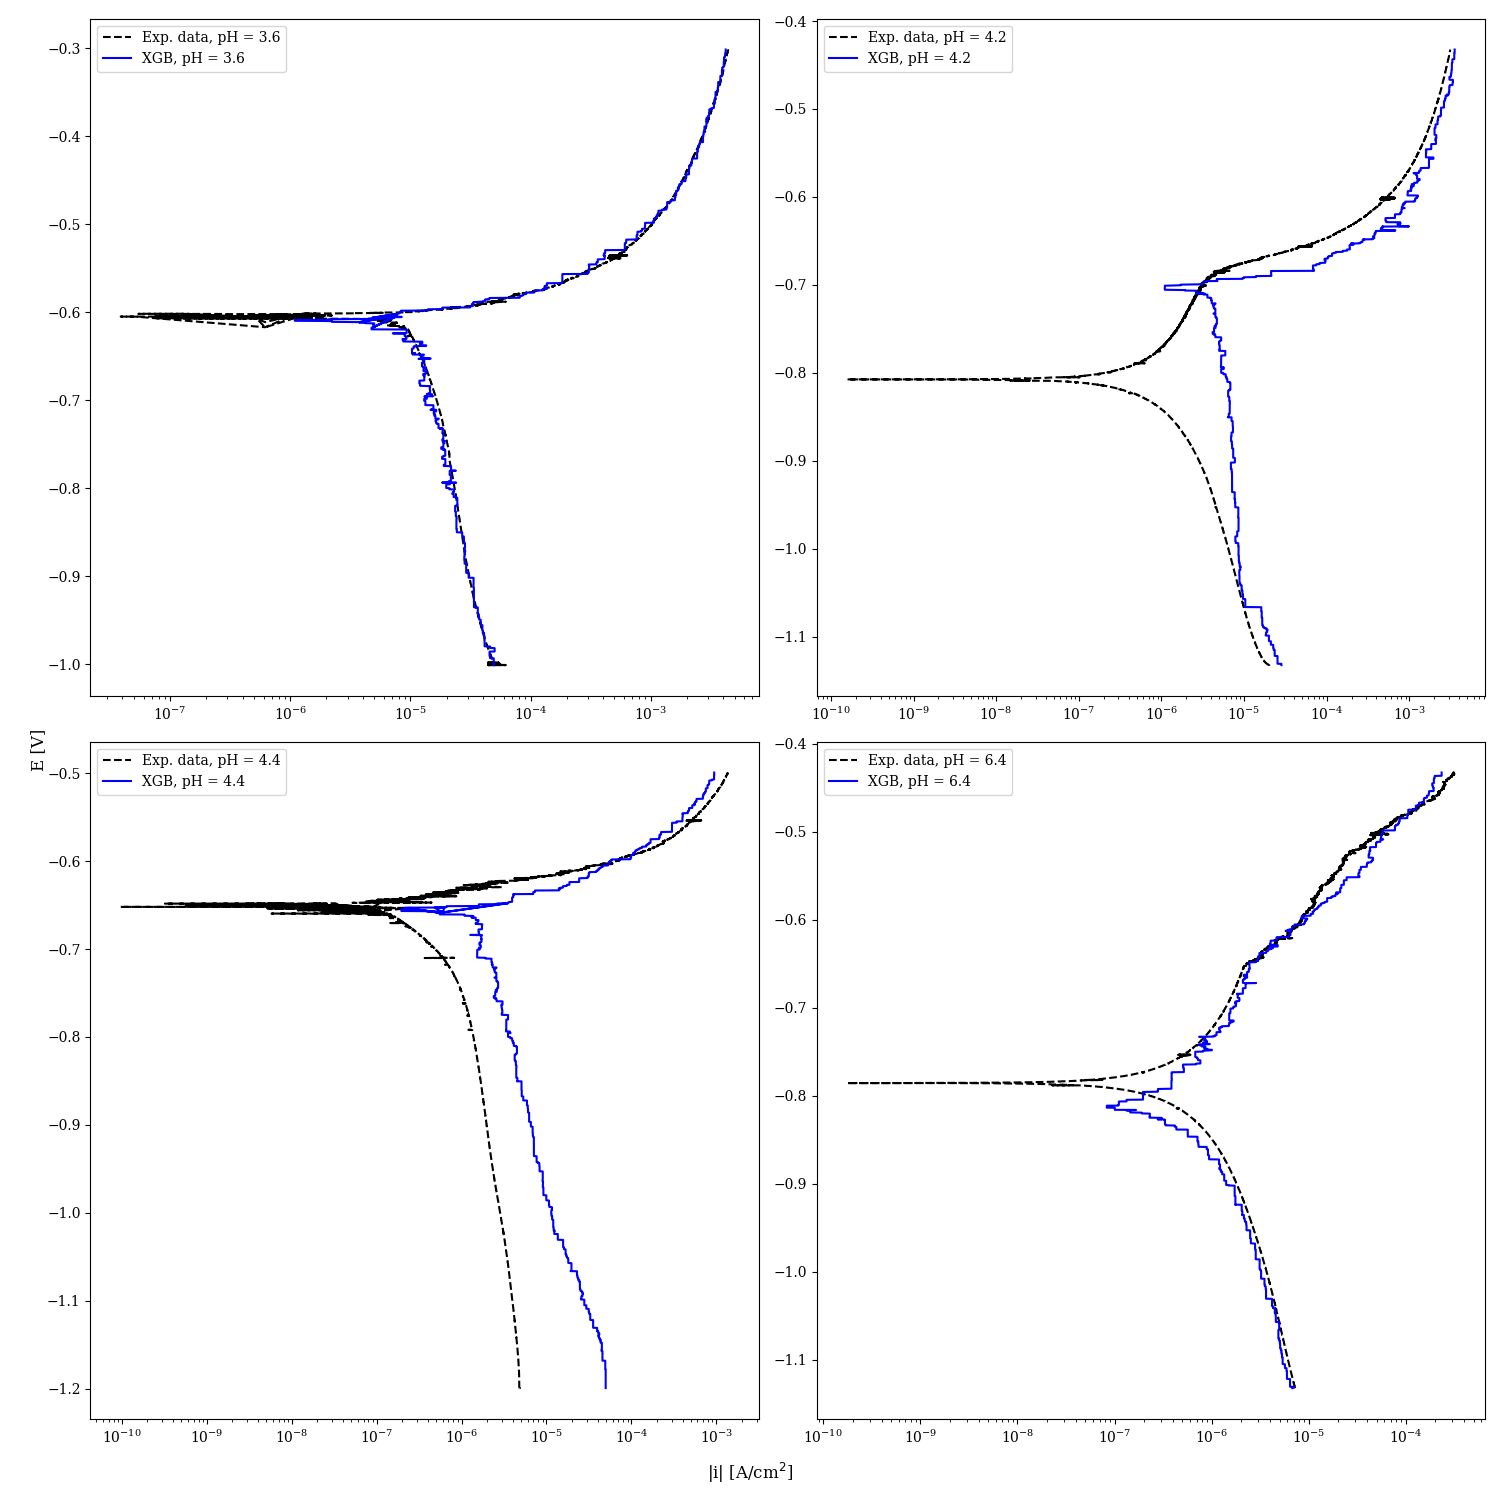 Exp. data, pH = 3.6
XGB, pH = 3.6
−0.3
−0.4
−0.5
−0.6
−0.7
−0.8
−0.9
−1.0
10⁻⁷ 10⁻⁶ 10⁻⁵ 10⁻⁴ 10⁻³
Exp. data, pH = 4.2
XGB, pH = 4.2
−0.4
−0.5
−0.6
−0.7
−0.8
−0.9
−1.0
−1.1
10⁻¹⁰ 10⁻⁹ 10⁻⁸ 10⁻⁷ 10⁻⁶ 10⁻⁵ 10⁻⁴ 10⁻³
E [V]
Exp. data, pH = 4.4
XGB, pH = 4.4
−0.5
−0.6
−0.7
−0.8
−0.9
−1.0
−1.1
−1.2
10⁻¹⁰ 10⁻⁹ 10⁻⁸ 10⁻⁷ 10⁻⁶ 10⁻⁵ 10⁻⁴ 10⁻³
Exp. data, pH = 6.4
XGB, pH = 6.4
−0.4
−0.5
−0.6
−0.7
−0.8
−0.9
−1.0
−1.1
10⁻¹⁰ 10⁻⁹ 10⁻⁸ 10⁻⁷ 10⁻⁶ 10⁻⁵ 10⁻⁴
|i| [A/cm²]